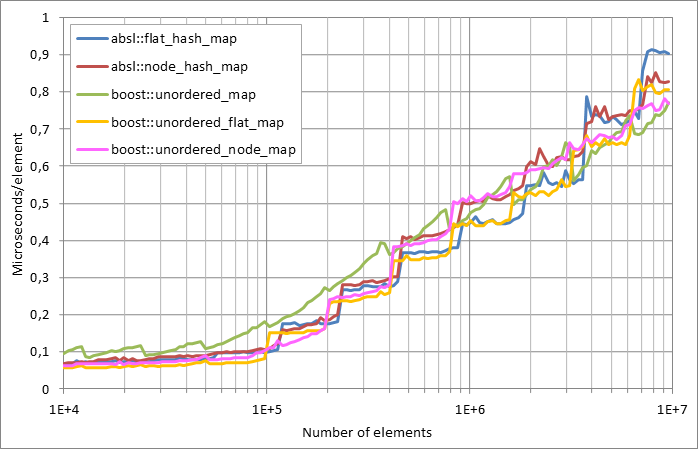 1
0,9
0,8
0,7
0,6
0,5
0,4
0,3
0,2
0,1
0
Microseconds/element
absl::flat_hash_map
absl::node_hash_map
boost::unordered_map
boost::unordered_flat_map
boost::unordered_node_map
1E+4 1E+5 1E+6 1E+7
Number of elements